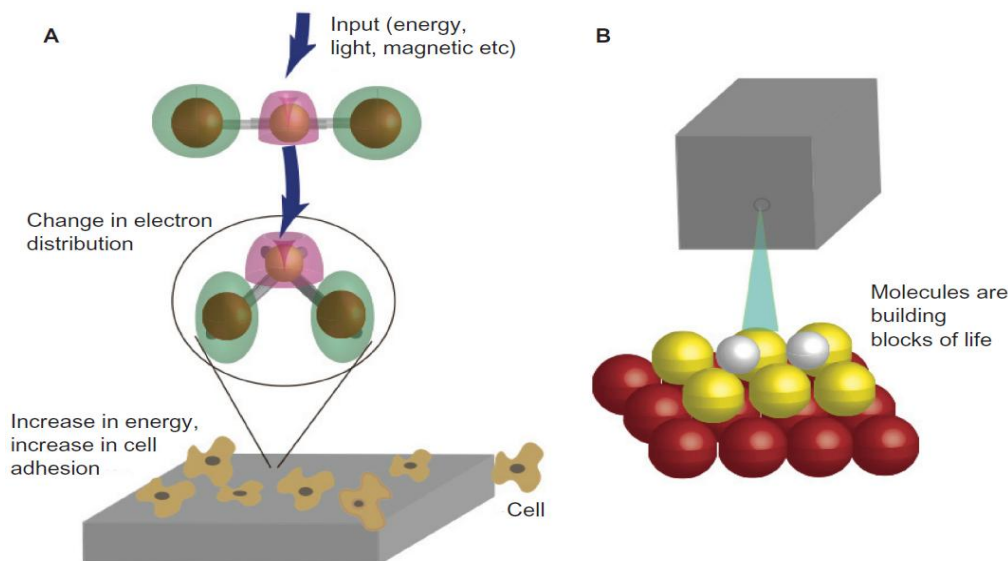 A
Input (energy,
light, magnetic etc)
Change in electron
distribution
Increase in energy,
increase in cell
adhesion
Cell
B
Molecules are
building
blocks of life